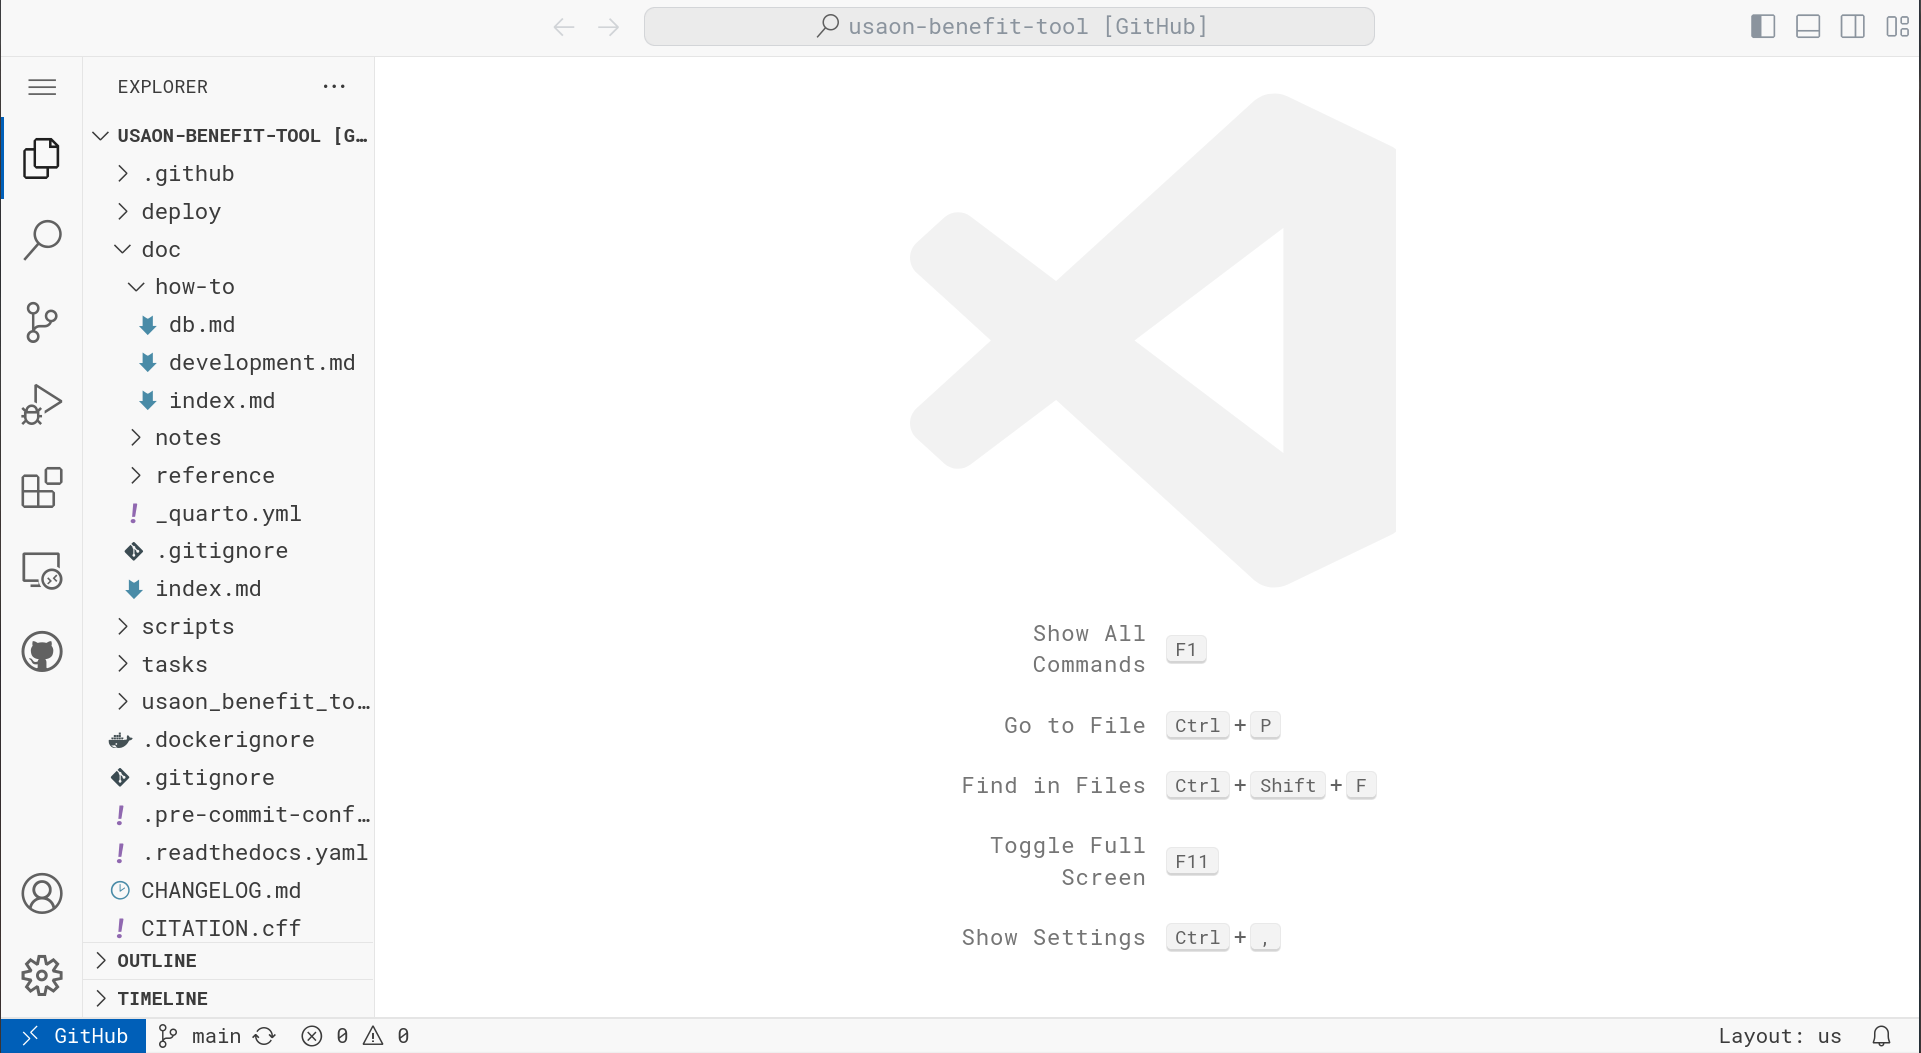 usaon-benefit-tool [GitHub]
EXPLORER
USAON-BENEFIT-TOOL [G…
.github
deploy
doc
how-to
db.md
development.md
index.md
notes
reference
_quarto.yml
.gitignore
index.md
scripts
tasks
usaon_benefit_to…
.dockerignore
.gitignore
.pre-commit-conf…
.readthedocs.yaml
CHANGELOG.md
CITATION.cff
OUTLINE
TIMELINE
Show All
Commands
F1
Go to File Ctrl + P
Find in Files Ctrl + Shift + F
Toggle Full
Screen
F11
Show Settings Ctrl + ,
GitHub main 0 0 Layout: us